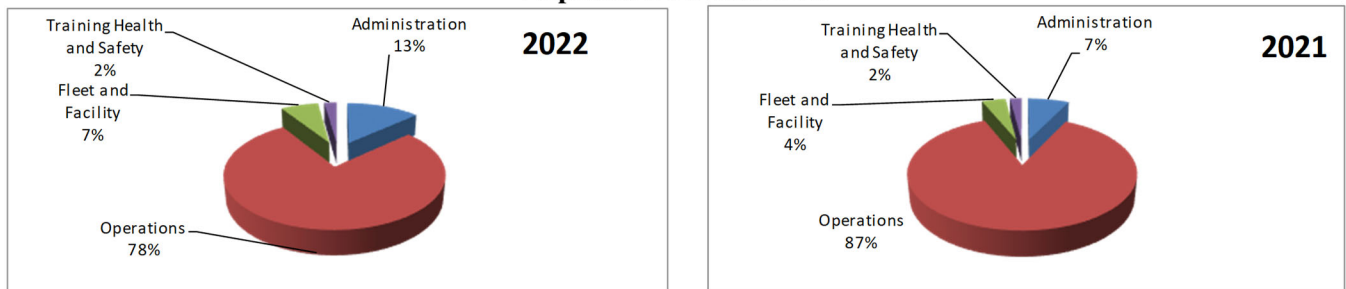 Training Health
and Safety
2%
Administration
13%
2022
Fleet and
Facility
7%
Operations
78%
Training Health
and Safety
2%
Administration
7%
2021
Fleet and
Facility
4%
Operations
87%